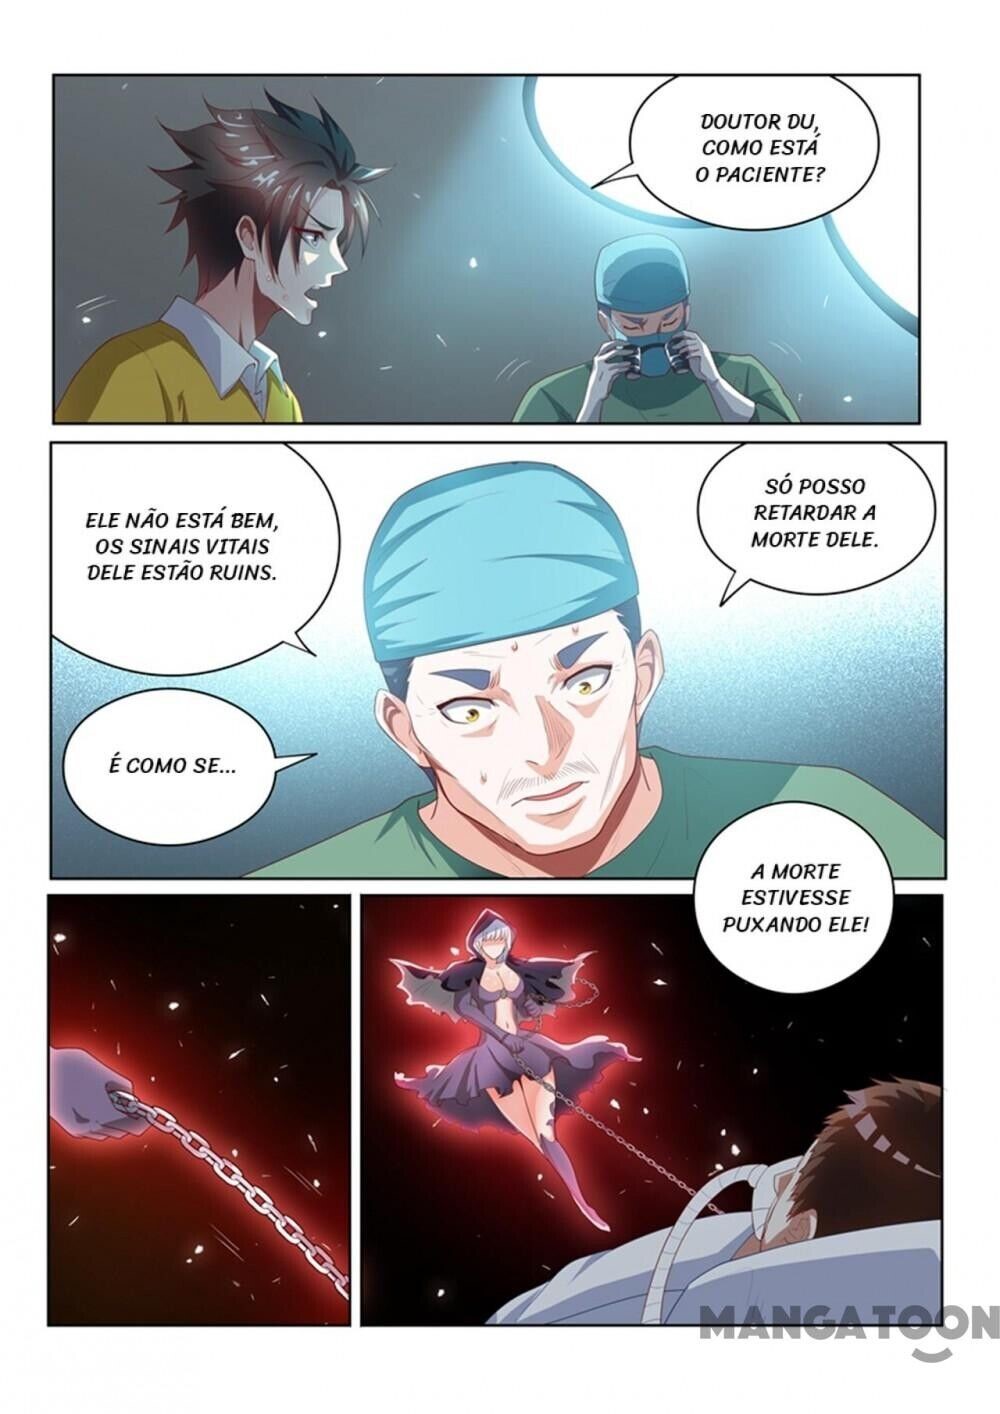 DOUTOR DU,
COMO ESTÁ
O PACIENTE?
ELE NÃO ESTÁ BEM,
OS SINAIS VITAIS
DELE ESTÃO RUINS.
SÓ POSSO
RETARDAR A
MORTE DELE.
É COMO SE...
A MORTE
ESTIVESSE
PUXANDO ELE!
MANGATOON